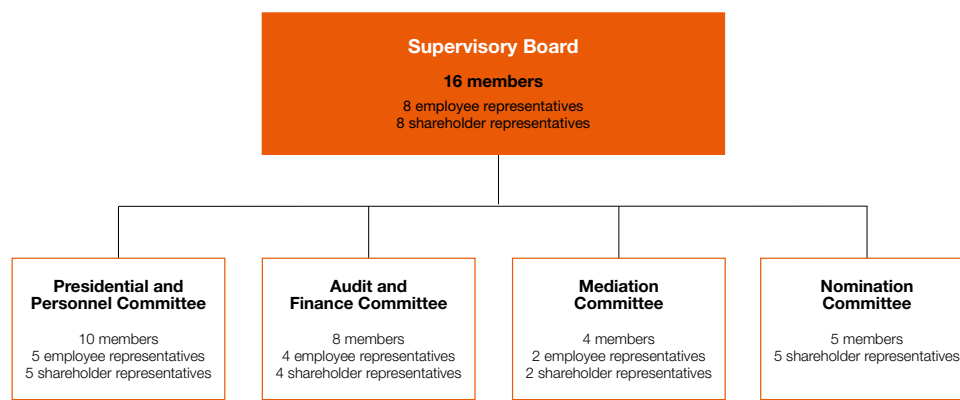 Supervisory Board
16 members
8 employee representatives
8 shareholder representatives
Presidential and
Personnel Committee
10 members
5 employee representatives
5 shareholder representatives
Audit and
Finance Committee
8 members
4 employee representatives
4 shareholder representatives
Mediation
Committee
4 members
2 employee representatives
2 shareholder representatives
Nomination
Committee
5 members
5 shareholder representatives